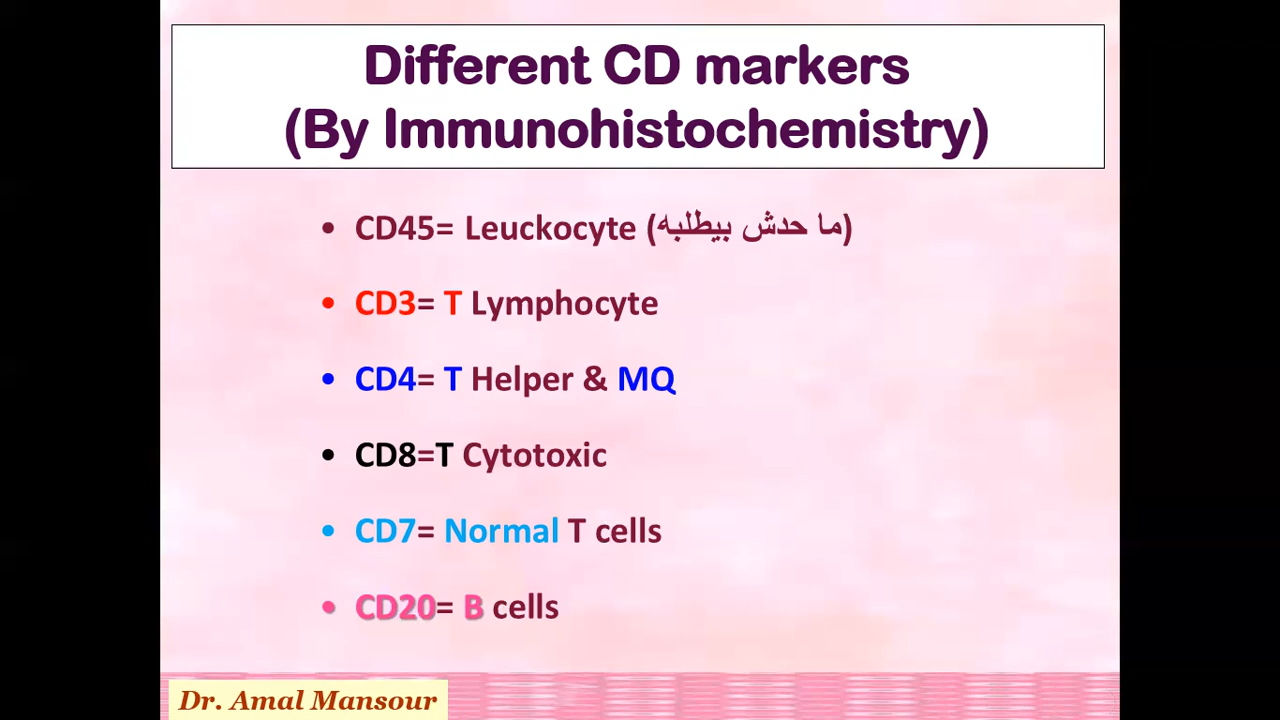 Different CD markers
(By Immunohistochemistry)
• CD45= Leuckocyte (ما حدش بيطلبه)
• CD3= T Lymphocyte
• CD4= T Helper & MQ
• CD8=T Cytotoxic
• CD7= Normal T cells
• CD20= B cells
Dr. Amal Mansour